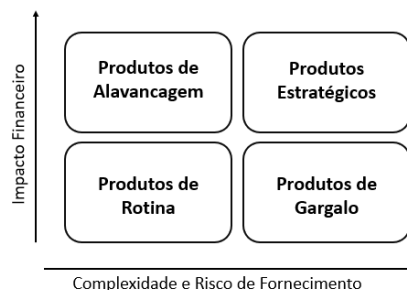 Impacto Financeiro
Produtos de
Alavancagem
Produtos
Estratégicos
Produtos de
Rotina
Produtos de
Gargalo
Complexidade e Risco de Fornecimento